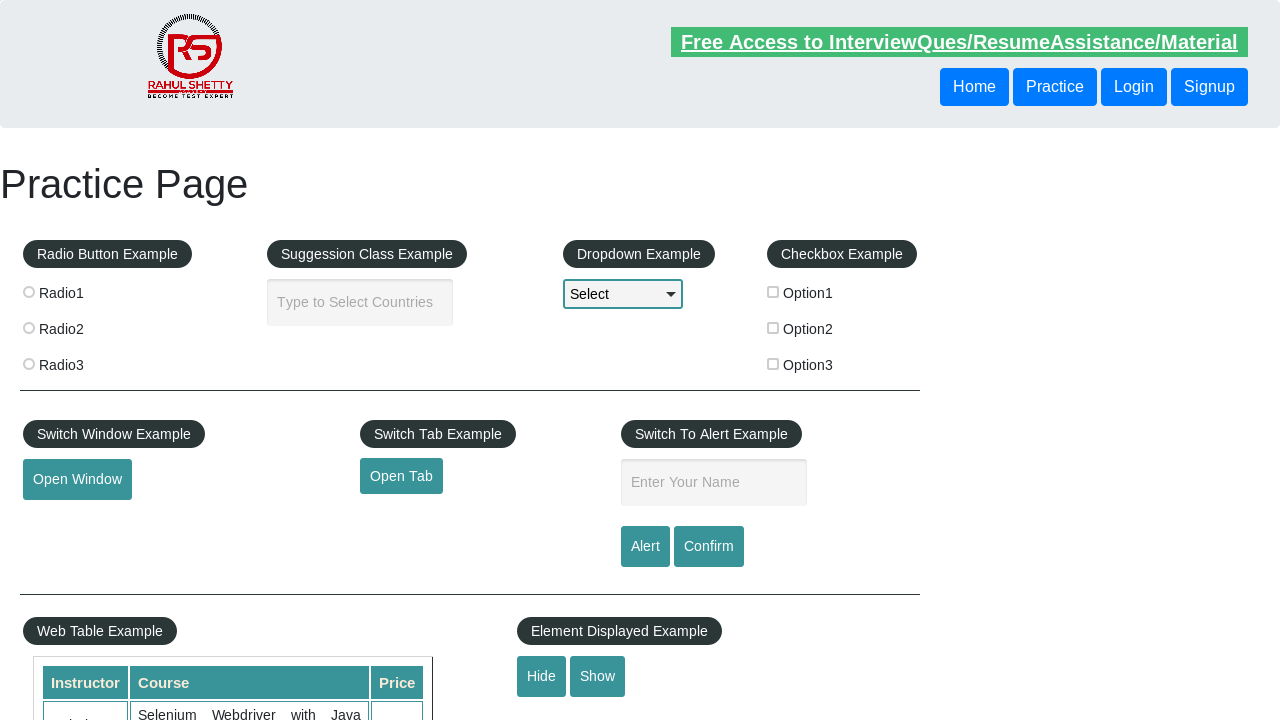 RAHUL SHETTY
BECOME TEST EXPERT
Free Access to InterviewQues/ResumeAssistance/Material
Home Practice Login Signup
Practice Page
Radio Button Example
Radio1
Radio2
Radio3
Suggession Class Example
Type to Select Countries
Dropdown Example
Select
Checkbox Example
Option1
Option2
Option3
Switch Window Example
Open Window
Switch Tab Example
Open Tab
Switch To Alert Example
Enter Your Name
Alert Confirm
Web Table Example
Instructor Course Price
Selenium Webdriver with Java
Element Displayed Example
Hide Show